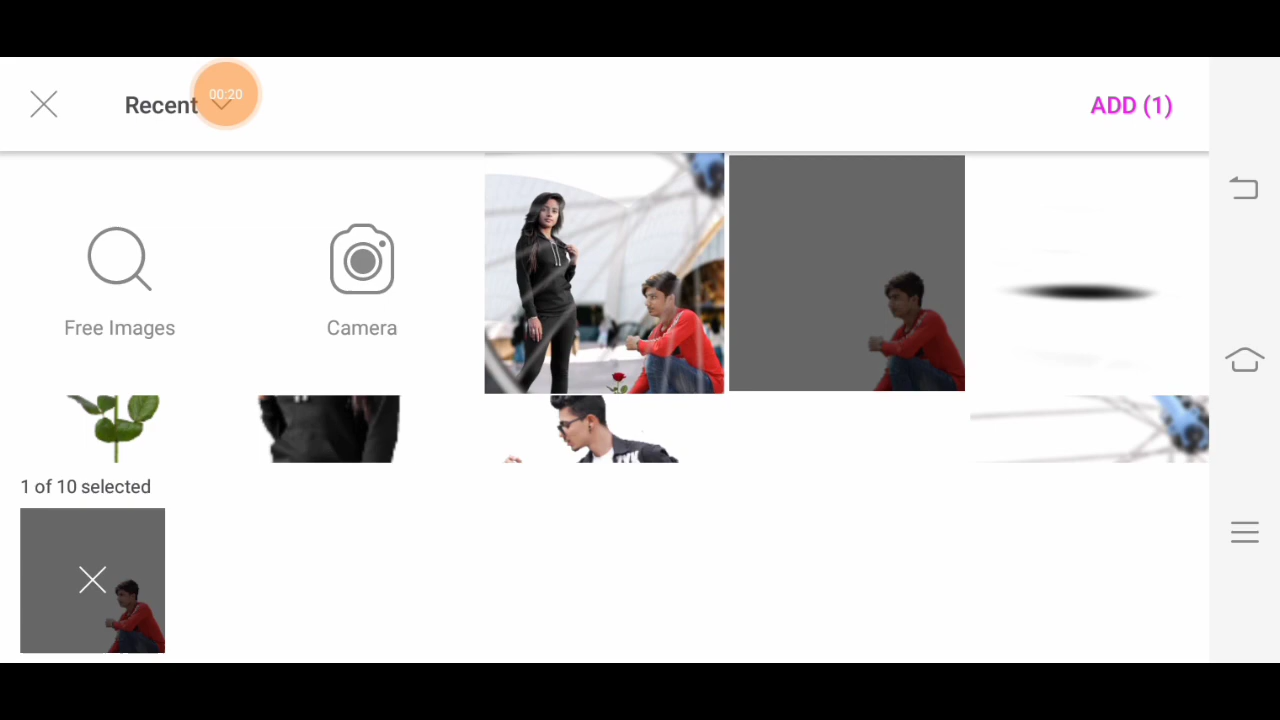 Recent
00:20
ADD (1)
Free Images
Camera
1 of 10 selected